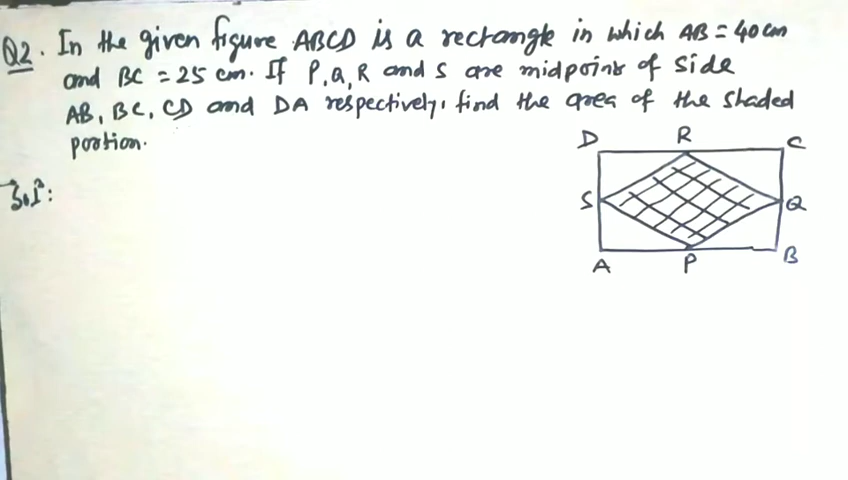 Q2. In the given figure ABCD is a rectangle in which AB = 40 cm
and BC = 25 cm. If P, Q, R and S are midpoint of side
AB, BC, CD and DA respectively, find the area of the shaded
portion.
Sol:
D R C
S Q
A P B